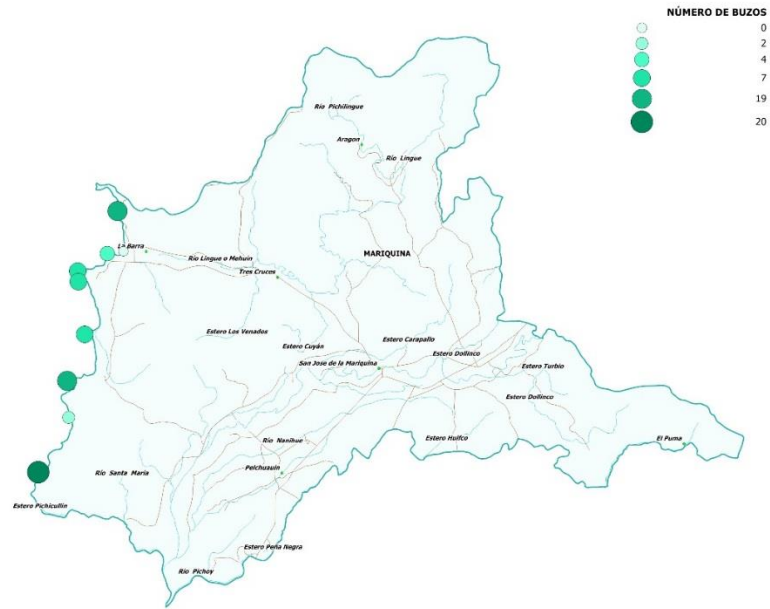 NÚMERO DE BUZOS
0
2
4
7
19
20
Río Pichilingue
Aragon
Río Lingue
La Barra
MARIQUINA
Río Lingue o Mehuín
Tres Cruces
Estero Los Venados
Estero Cuyán
Estero Carapallo
Estero Dollinco
San Jose de la Mariquina
Estero Turbio
Estero Dollinco
Estero Huifco
El Puma
Río Nanihue
Río Santa María
Pelchuquín
Estero Pichicullin
Estero Peña Negra
Río Pichoy